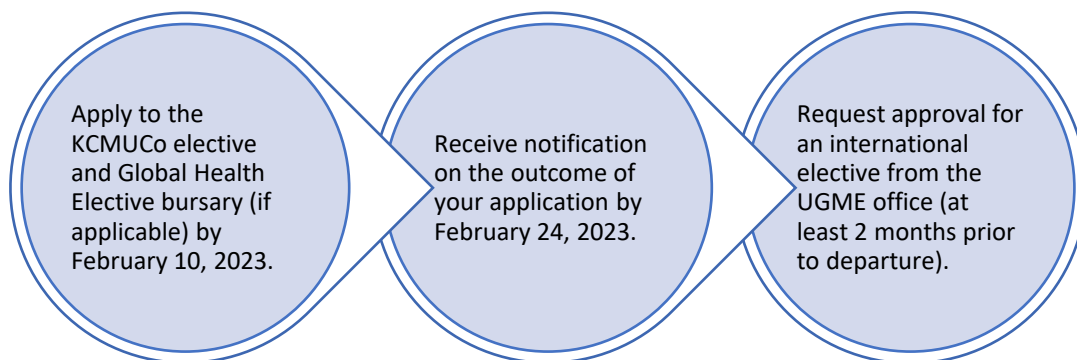 Apply to the
KCMUCo elective
and Global Health
Elective bursary (if
applicable) by
February 10, 2023.
Receive notification
on the outcome of
your application by
February 24, 2023.
Request approval for
an international
elective from the
UGME office (at
least 2 months prior
to departure).